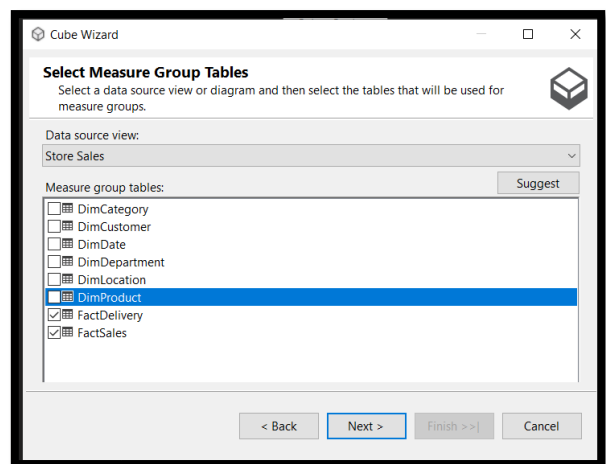 Cube Wizard
Select Measure Group Tables
Select a data source view or diagram and then select the tables that will be used for
measure groups.
Data source view:
Store Sales
Measure group tables:
Suggest
DimCategory
DimCustomer
DimDate
DimDepartment
DimLocation
DimProduct
FactDelivery
FactSales
< Back
Next >
Finish >>|
Cancel